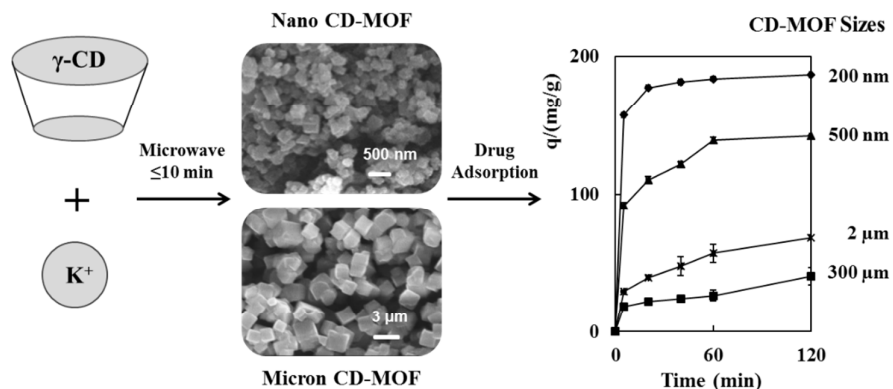 γ-CD
+
K⁺
Microwave
≤10 min
Nano CD-MOF
500 nm
3 µm
Micron CD-MOF
Drug
Adsorption
CD-MOF Sizes
q/(mg/g)
200
100
0
0
60
120
Time (min)
200 nm
500 nm
2 µm
300 µm